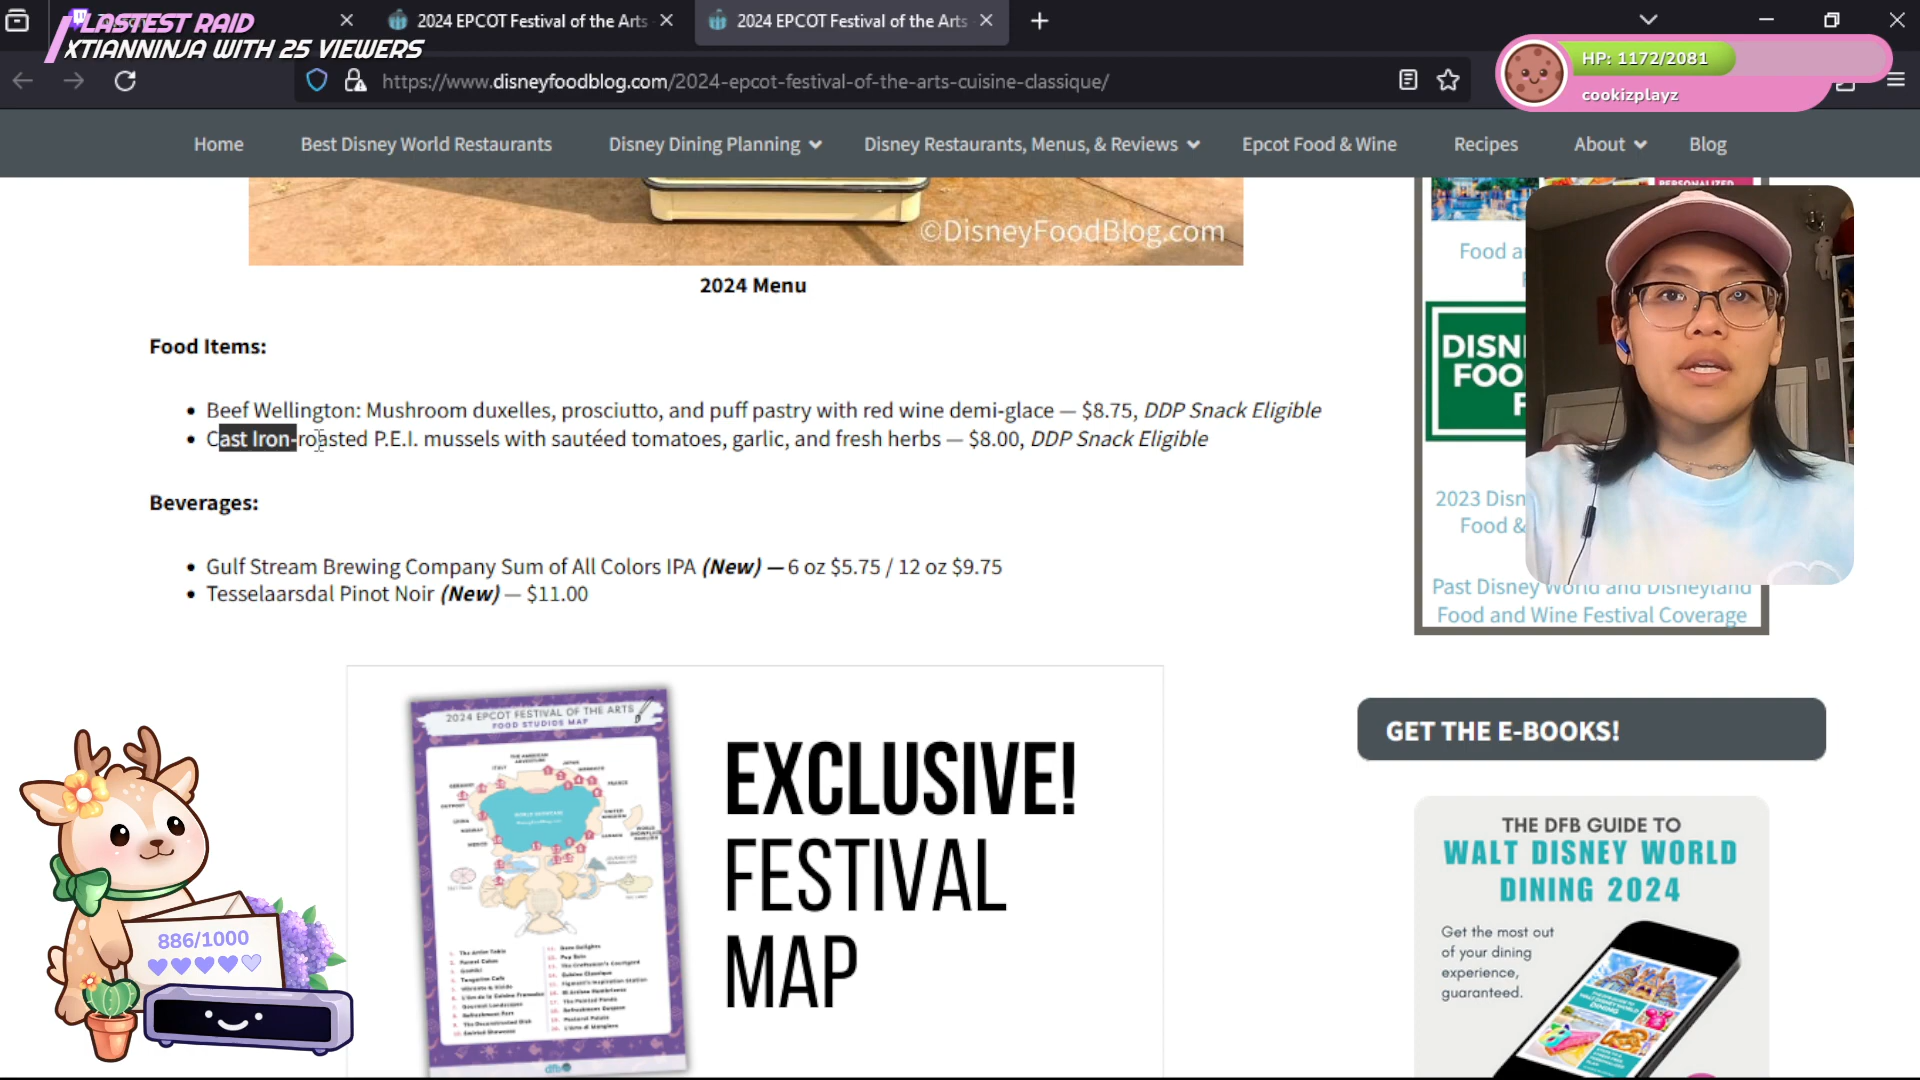 LASTEST RAID
XTIANNINJA WITH 25 VIEWERS
2024 EPCOT Festival of the Arts
2024 EPCOT Festival of the Arts
https://www.disneyfoodblog.com/2024-epcot-festival-of-the-arts-cuisine-classique/
HP: 1172/2081
cookizplayz
Home
Best Disney World Restaurants
Disney Dining Planning
Disney Restaurants, Menus, & Reviews
Epcot Food & Wine
Recipes
About
Blog
©DisneyFoodBlog.com
2024 Menu
Food Items:
• Beef Wellington: Mushroom duxelles, prosciutto, and puff pastry with red wine demi-glace — $8.75, DDP Snack Eligible
• Cast Iron-roasted P.E.I. mussels with sautéed tomatoes, garlic, and fresh herbs — $8.00, DDP Snack Eligible
Beverages:
• Gulf Stream Brewing Company Sum of All Colors IPA (New) — 6 oz $5.75 / 12 oz $9.75
• Tesselaarsdal Pinot Noir (New) — $11.00
2024 EPCOT FESTIVAL OF THE ARTS
FOOD STUDIOS MAP
EXCLUSIVE!
FESTIVAL
MAP
dfb
886/1000
PERSONALIZED
Food
DISN
FOO
F
2023 Disn
Food &
Past Disney World and Disneyland
Food and Wine Festival Coverage
GET THE E-BOOKS!
THE DFB GUIDE TO
WALT DISNEY WORLD
DINING 2024
Get the most out
of your dining
experience,
guaranteed.